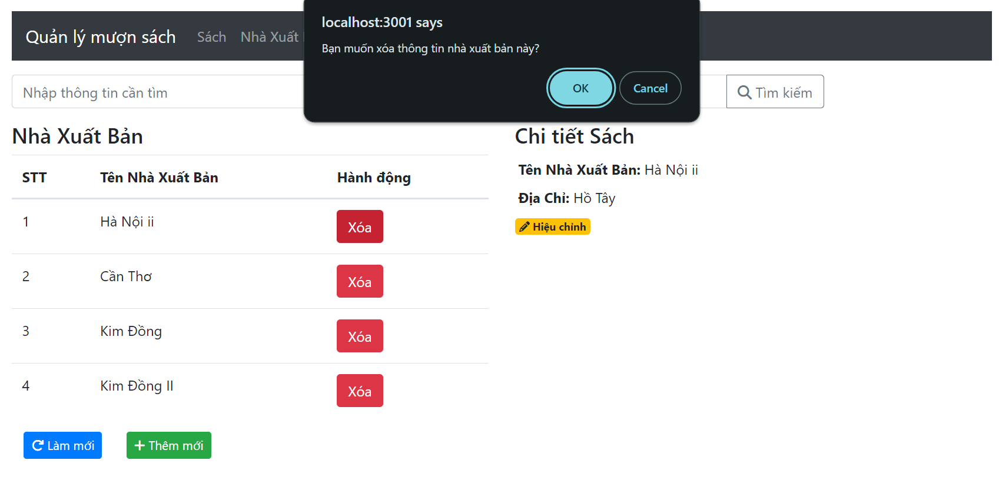 localhost:3001 says
Bạn muốn xóa thông tin nhà xuất bản này?
OK Cancel
Quản lý mượn sách Sách Nhà Xuất
Nhập thông tin cần tìm Tìm kiếm
Nhà Xuất Bản
STT Tên Nhà Xuất Bản Hành động
1 Hà Nội ii Xóa
2 Cần Thơ Xóa
3 Kim Đồng Xóa
4 Kim Đồng II Xóa
Làm mới Thêm mới
Chi tiết Sách
Tên Nhà Xuất Bản: Hà Nội ii
Địa Chỉ: Hồ Tây
Hiệu chỉnh